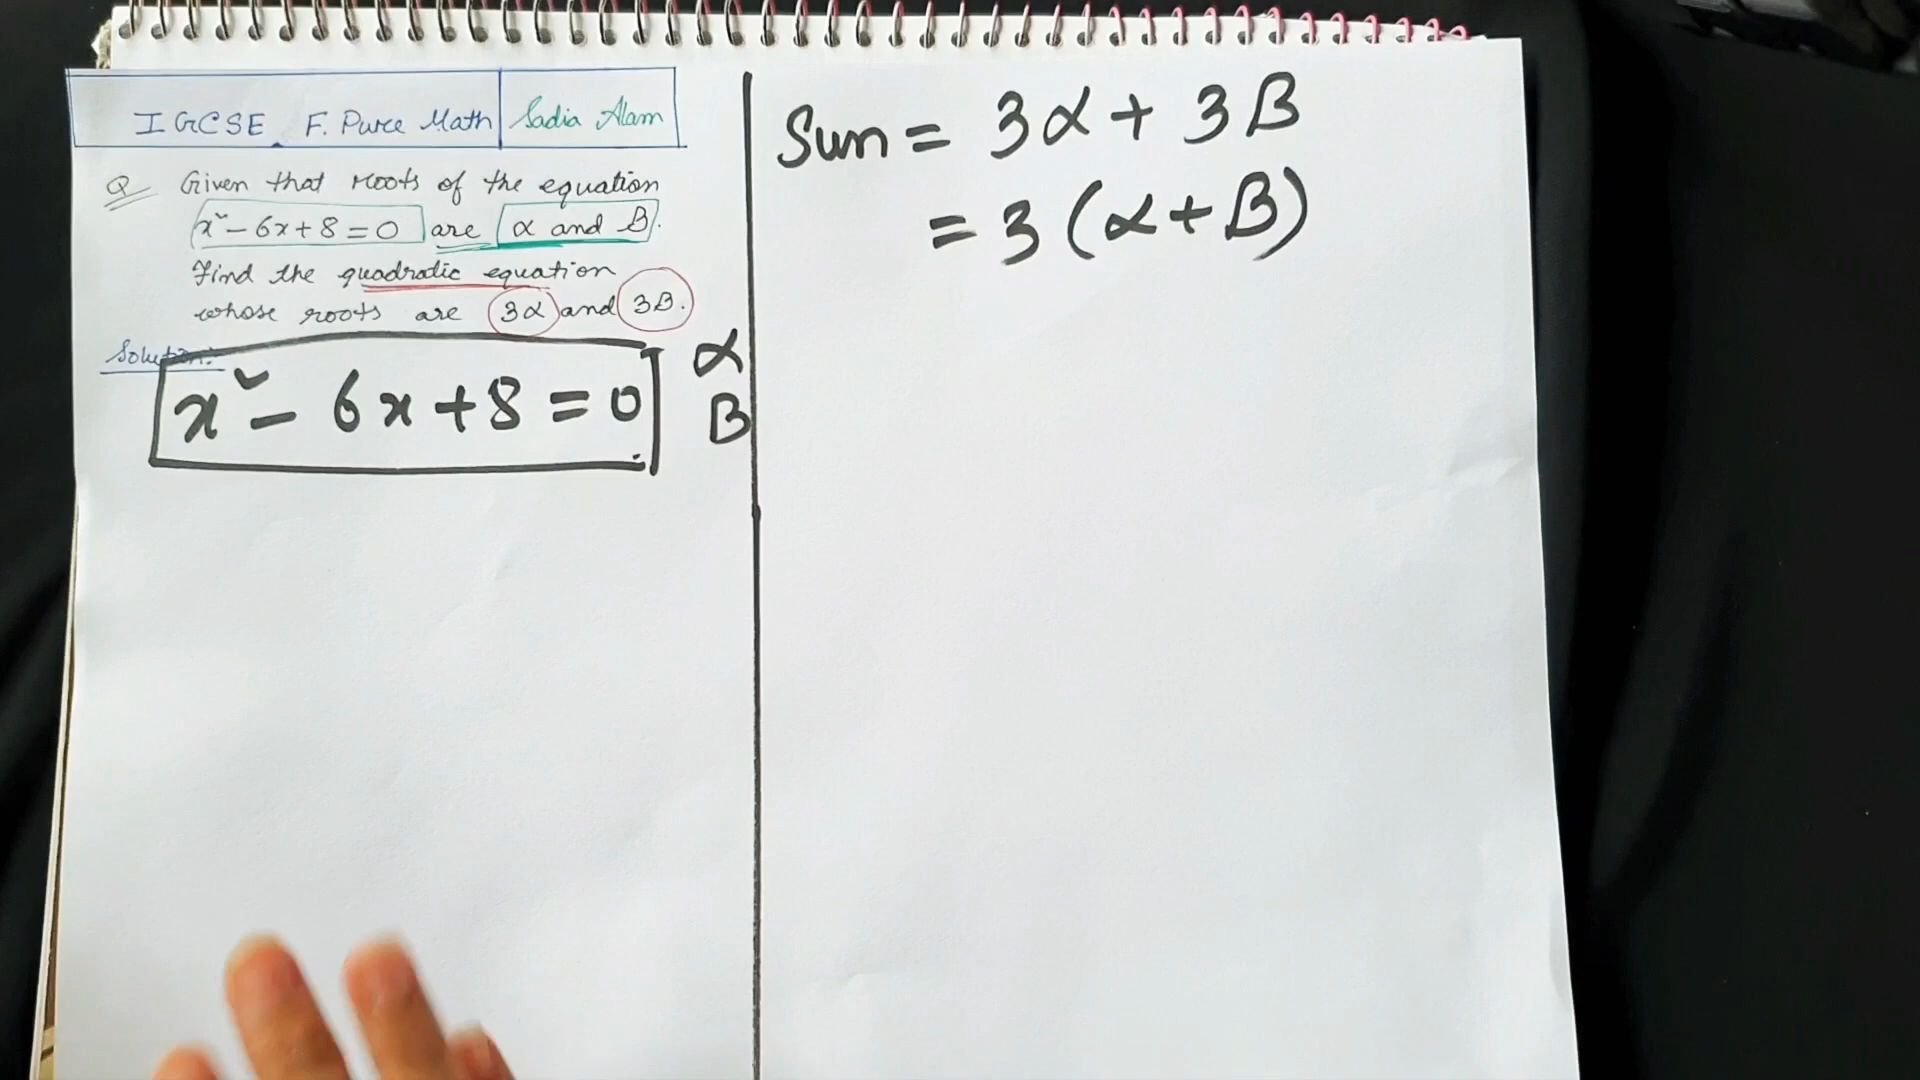 IGCSE F. Pure Math Sadia Alam
Q Given that roots of the equation
x² - 6x + 8 = 0 are α and β.
Find the quadratic equation
whose roots are 3α and 3β.
Solution:-
x² - 6x + 8 = 0
α
β
Sum = 3α + 3β
= 3 (α + β)